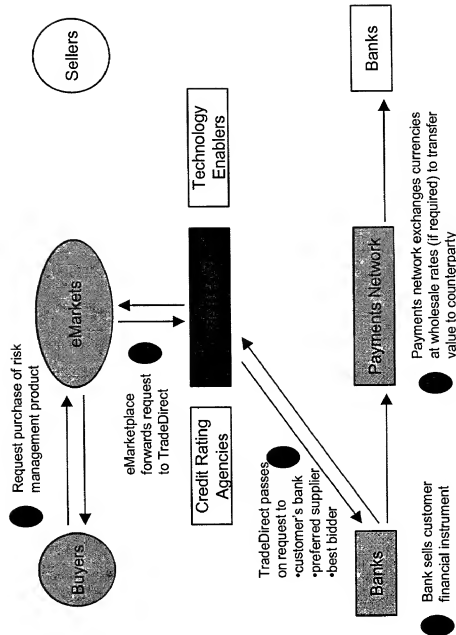 Request purchase of risk
management product
Buyers
eMarkets
Sellers
eMarketplace
forwards request
to TradeDirect
Credit Rating
Agencies
Technology
Enablers
TradeDirect passes
on request to
•customer's bank
•preferred supplier
•best bidder
Banks
Payments Network
Banks
Bank sells customer
financial instrument
Payments network exchanges currencies
at wholesale rates (if required) to transfer
value to counterparty